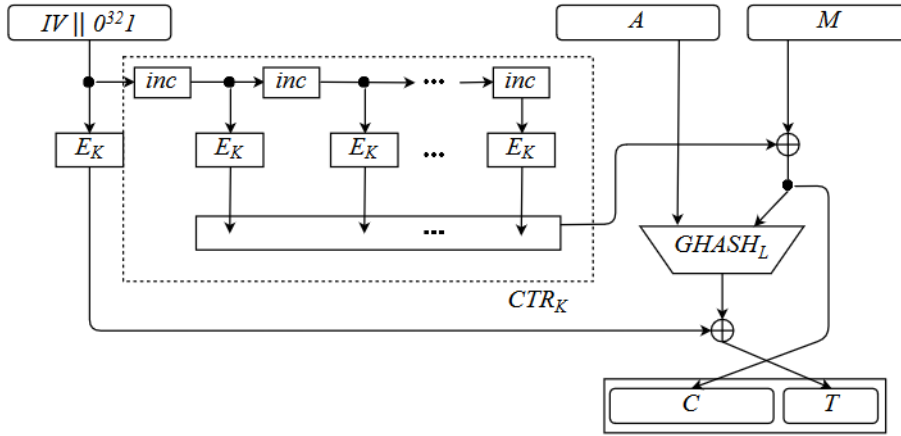 IV || 0³²1
A
M
inc
inc
...
inc
E_K
E_K
E_K
...
E_K
...
GHASH_L
CTR_K
C
T